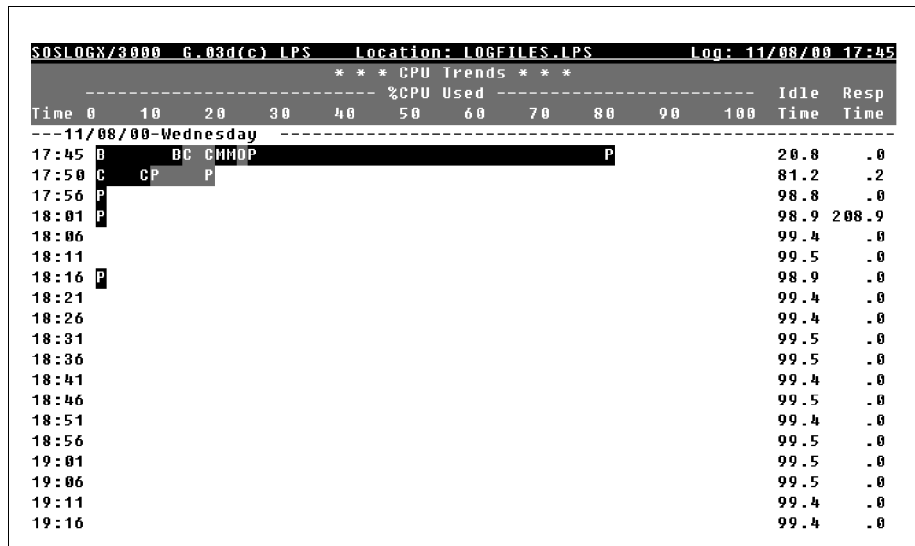 SOSLOGX/3000 G.03d(c) LPS Location: LOGFILES.LPS Log: 11/08/00 17:45
* * * CPU Trends * * *
---------------------------- %CPU Used ------------------------- Idle Resp
Time 0 10 20 30 40 50 60 70 80 90 100 Time Time
---11/08/00-Wednesday ------------------------------------------------------------
17:45 B BC CMMOP P 20.8 .0
17:50 C CP P 81.2 .2
17:56 P 98.8 .0
18:01 P 98.9 208.9
18:06 99.4 .0
18:11 99.5 .0
18:16 P 98.9 .0
18:21 99.4 .0
18:26 99.4 .0
18:31 99.5 .0
18:36 99.5 .0
18:41 99.4 .0
18:46 99.5 .0
18:51 99.4 .0
18:56 99.5 .0
19:01 99.5 .0
19:06 99.5 .0
19:11 99.4 .0
19:16 99.4 .0